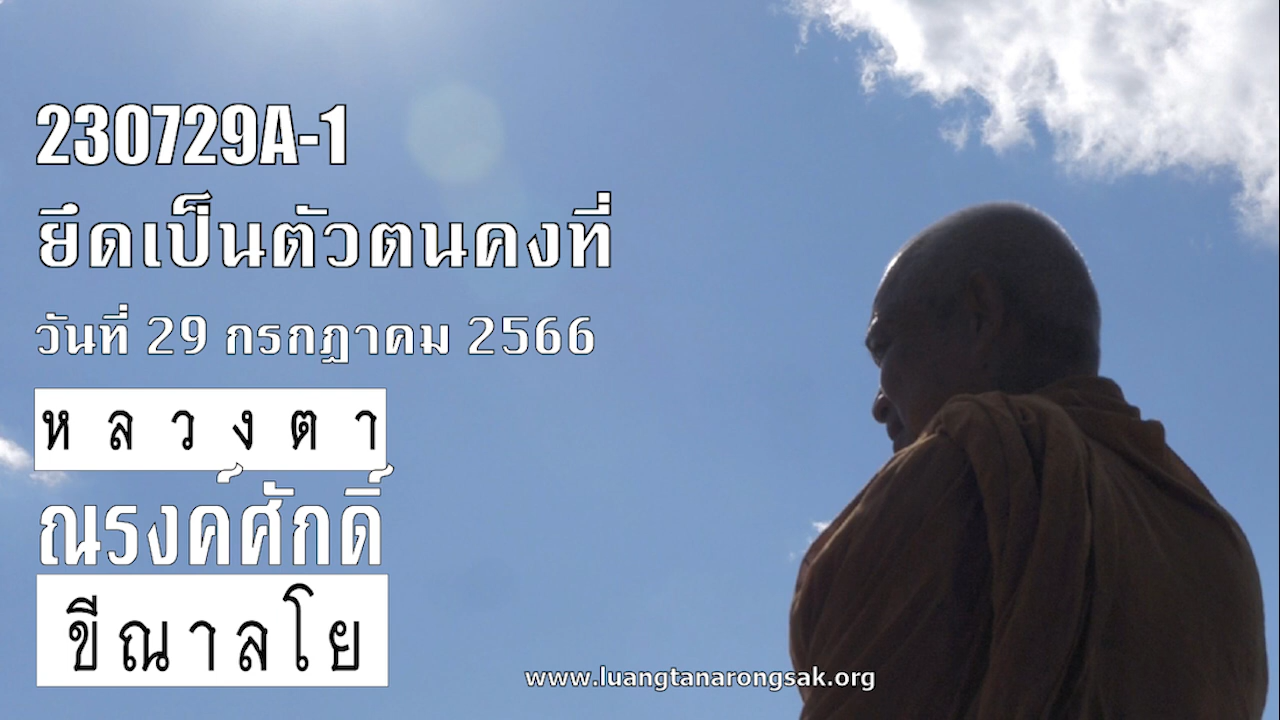 230729A-1
ยึดเป็นตัวตนคงที่
วันที่ 29 กรกฎาคม 2566
หลวงตา
ณรงค์ศักดิ์
ขีณาลโย
www.luangtanarongsak.org